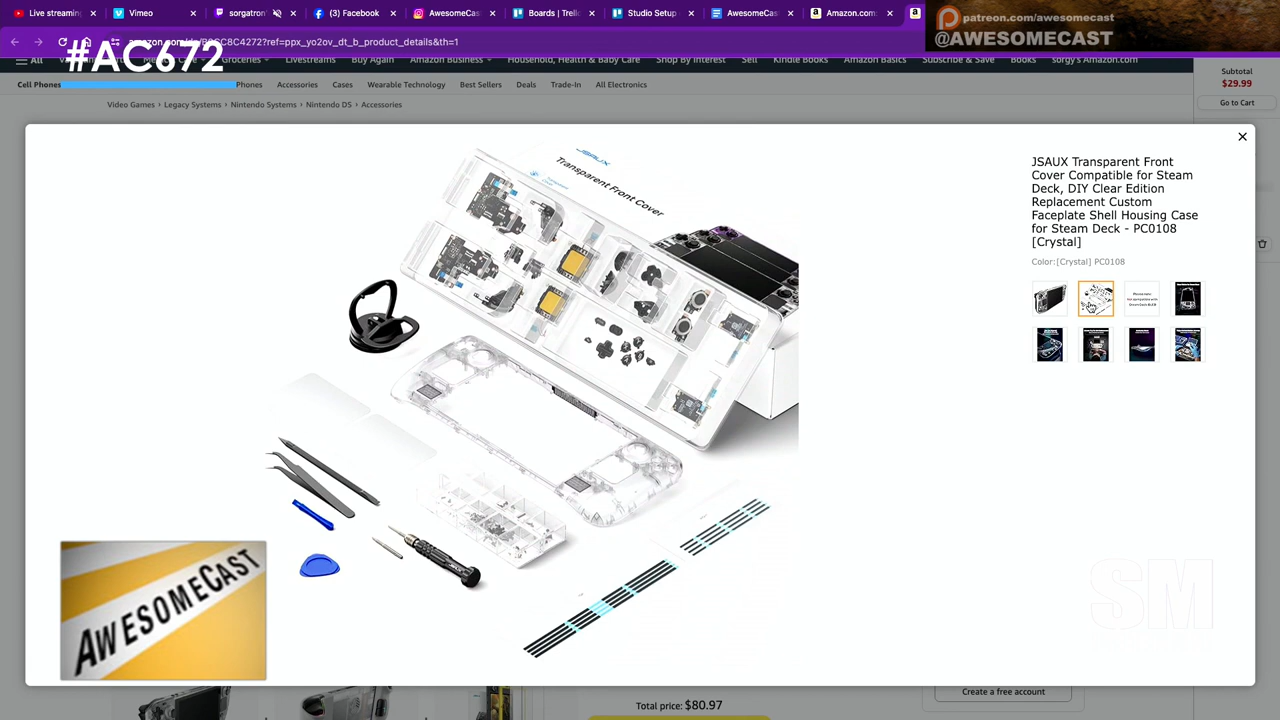 Live streaming
Vimeo
sorgatron
(3) Facebook
AwesomeCas
Boards | Trell
Studio Setup
AwesomeCast
Amazon.com:
patreon.com/awesomecast
@AWESOMECAST
#AC672
All
Groceries
Livestreams
Buy Again
Amazon Business
Household, Health & Baby Care
Shop By Interest
Sell
Kindle Books
Amazon Basics
Subscribe & Save
Books
sorgy's Amazon.com
Cell Phones
Phones
Accessories
Cases
Wearable Technology
Best Sellers
Deals
Trade-In
All Electronics
Subtotal
$29.99
Go to Cart
Video Games › Legacy Systems › Nintendo Systems › Nintendo DS › Accessories
JSAUX
Transparent Front Cover
JSAUX Transparent Front
Cover Compatible for Steam
Deck, DIY Clear Edition
Replacement Custom
Faceplate Shell Housing Case
for Steam Deck - PC0108
[Crystal]
Color:[Crystal] PC0108
AWESOMECAST
SM
Total price: $80.97
Create a free account